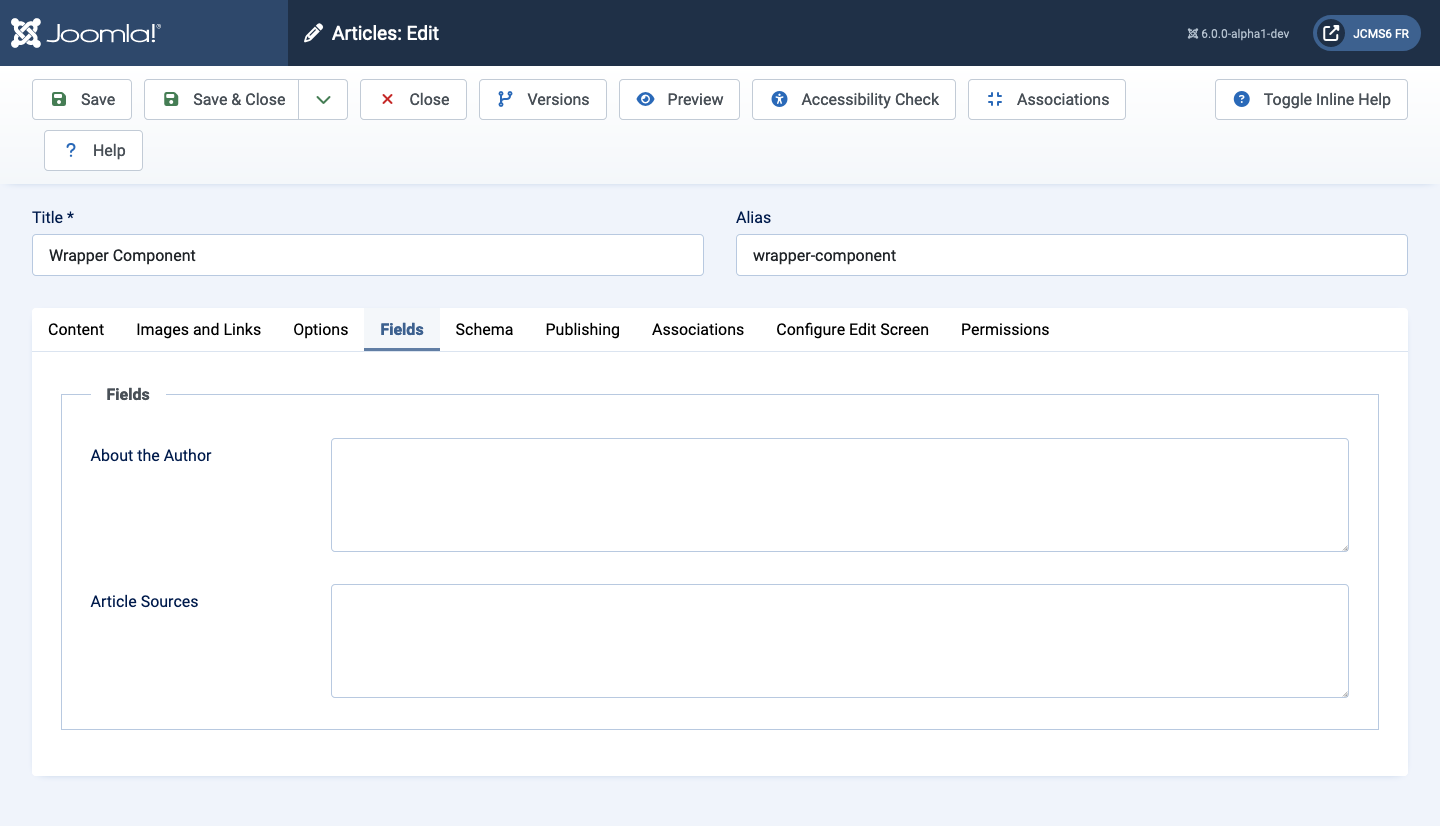 Joomla!® Articles: Edit 6.0.0-alpha1-dev JCMS6 FR
Save Save & Close Close Versions Preview Accessibility Check Associations ? Toggle Inline Help
? Help
Title * Alias
Wrapper Component wrapper-component
Content Images and Links Options Fields Schema Publishing Associations Configure Edit Screen Permissions
Fields
About the Author
Article Sources